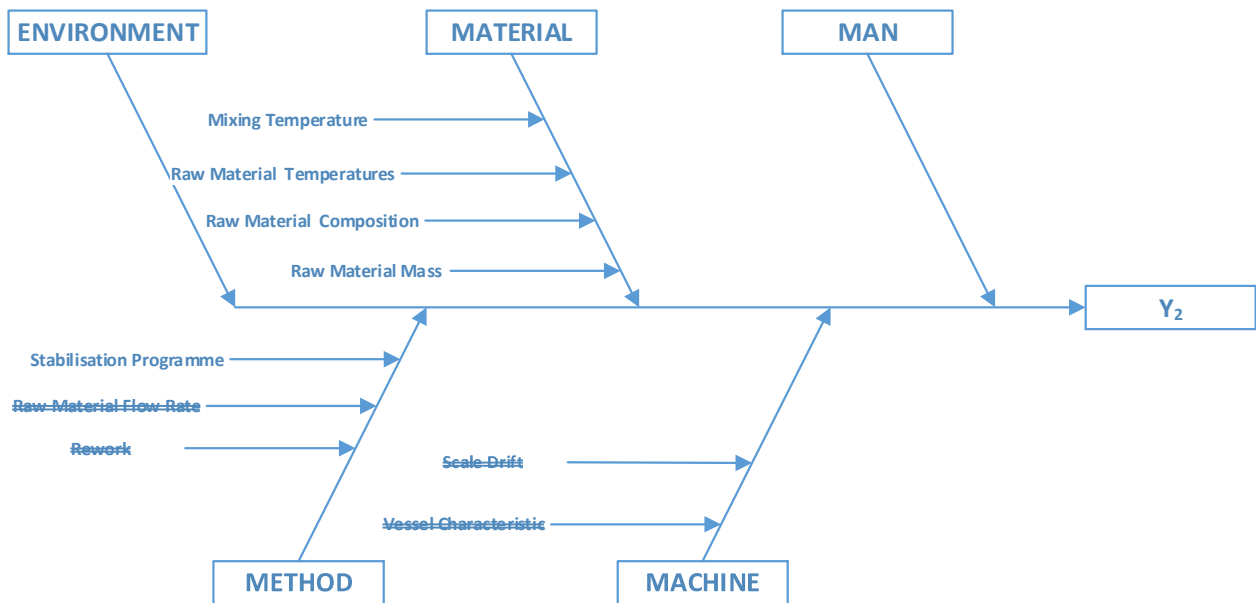 ENVIRONMENT
MATERIAL
MAN
Mixing Temperature
Raw Material Temperatures
Raw Material Composition
Raw Material Mass
Y₂
Stabilisation Programme
Raw Material Flow Rate
Rework
Scale Drift
Vessel Characteristic
METHOD
MACHINE